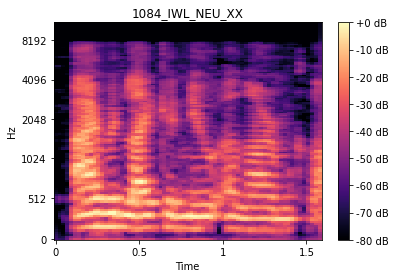 1084_IWL_NEU_XX
8192
4096
2048
1024
512
0
Hz
0
0.5
1
1.5
Time
+0 dB
-10 dB
-20 dB
-30 dB
-40 dB
-50 dB
-60 dB
-70 dB
-80 dB